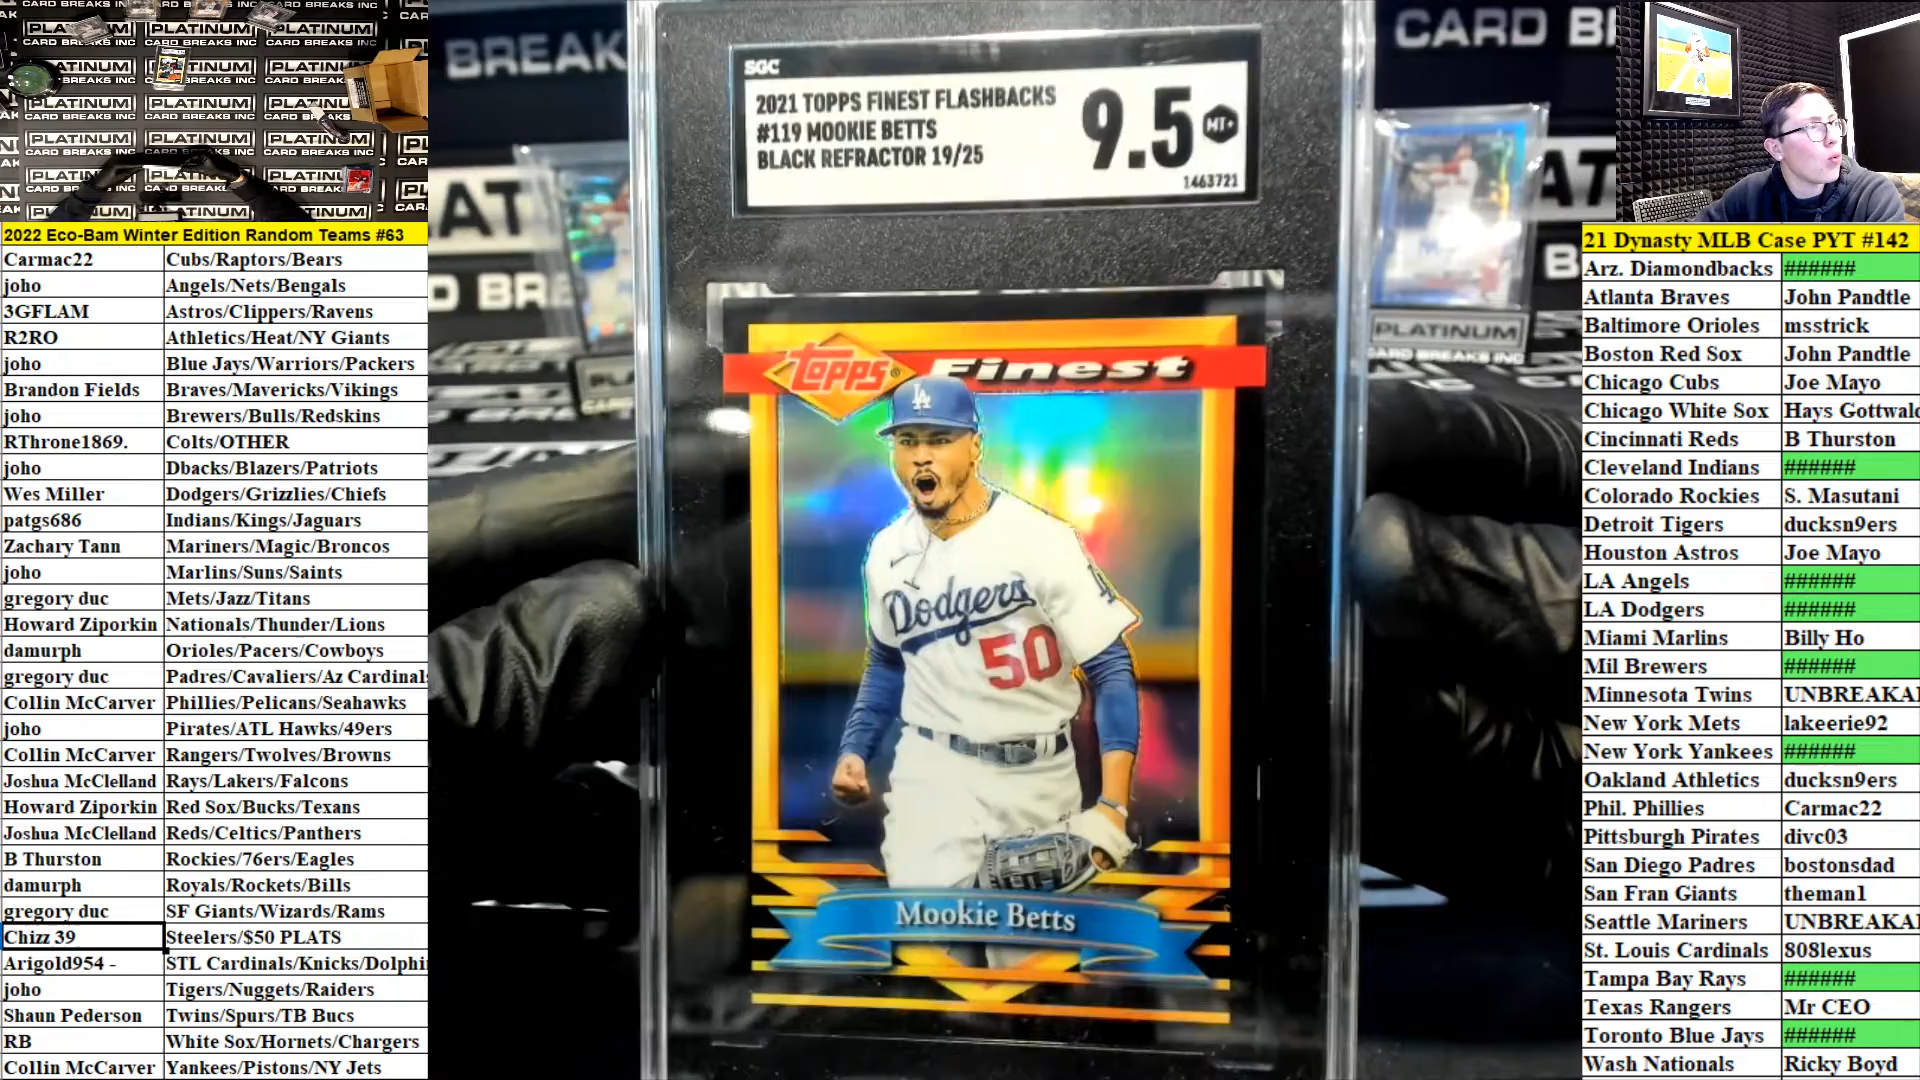 SGC
2021 TOPPS FINEST FLASHBACKS
#119 MOOKIE BETTS
BLACK REFRACTOR 19/25
9.5 MT+
1463721
Topps Finest
LA
Dodgers
50
Mookie Betts
BREAK
CARD B
PLATINUM
CARD BREAKS INC
2022 Eco-Bam Winter Edition Random Teams #63
Carmac22 Cubs/Raptors/Bears
joho Angels/Nets/Bengals
3GFLAM Astros/Clippers/Ravens
R2RO Athletics/Heat/NY Giants
joho Blue Jays/Warriors/Packers
Brandon Fields Braves/Mavericks/Vikings
joho Brewers/Bulls/Redskins
RThrone1869. Colts/OTHER
joho Dbacks/Blazers/Patriots
Wes Miller Dodgers/Grizzlies/Chiefs
patgs686 Indians/Kings/Jaguars
Zachary Tann Mariners/Magic/Broncos
joho Marlins/Suns/Saints
gregory duc Mets/Jazz/Titans
Howard Ziporkin Nationals/Thunder/Lions
damurph Orioles/Pacers/Cowboys
gregory duc Padres/Cavaliers/Az Cardinals
Collin McCarver Phillies/Pelicans/Seahawks
joho Pirates/ATL Hawks/49ers
Collin McCarver Rangers/Twolves/Browns
Joshua McClelland Rays/Lakers/Falcons
Howard Ziporkin Red Sox/Bucks/Texans
Joshua McClelland Reds/Celtics/Panthers
B Thurston Rockies/76ers/Eagles
damurph Royals/Rockets/Bills
gregory duc SF Giants/Wizards/Rams
Chizz 39 Steelers/$50 PLATS
Arigold954 - STL Cardinals/Knicks/Dolphi
joho Tigers/Nuggets/Raiders
Shaun Pederson Twins/Spurs/TB Bucs
RB White Sox/Hornets/Chargers
Collin McCarver Yankees/Pistons/NY Jets
21 Dynasty MLB Case PYT #142
Arz. Diamondbacks ######
Atlanta Braves John Pandtle
Baltimore Orioles msstrick
Boston Red Sox John Pandtle
Chicago Cubs Joe Mayo
Chicago White Sox Hays Gottwald
Cincinnati Reds B Thurston
Cleveland Indians ######
Colorado Rockies S. Masutani
Detroit Tigers ducksn9ers
Houston Astros Joe Mayo
LA Angels ######
LA Dodgers ######
Miami Marlins Billy Ho
Mil Brewers ######
Minnesota Twins UNBREAKA
New York Mets lakeerie92
New York Yankees ######
Oakland Athletics ducksn9ers
Phil. Phillies Carmac22
Pittsburgh Pirates divc03
San Diego Padres bostonsdad
San Fran Giants theman1
Seattle Mariners UNBREAKA
St. Louis Cardinals 808lexus
Tampa Bay Rays ######
Texas Rangers Mr CEO
Toronto Blue Jays ######
Wash Nationals Ricky Boyd